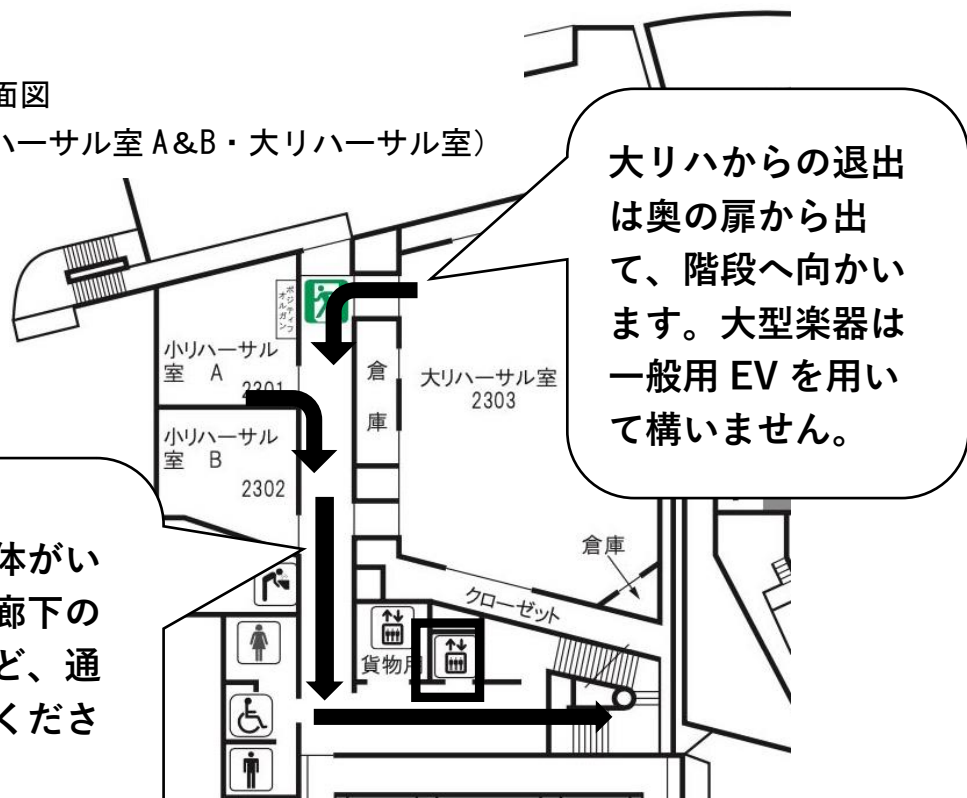 面図
ハーサル室 A&B・大リハーサル室)
大リハからの退出
は奥の扉から出
て、階段へ向かい
ます。大型楽器は
一般用 EV を用い
て構いません。
ポジティフ
オルガン
小リハーサル
室 A
2301
倉
庫
大リハーサル室
2303
小リハーサル
室 B
2302
体がい
廊下の
ど、通
くださ
倉庫
クローゼット
貨物用